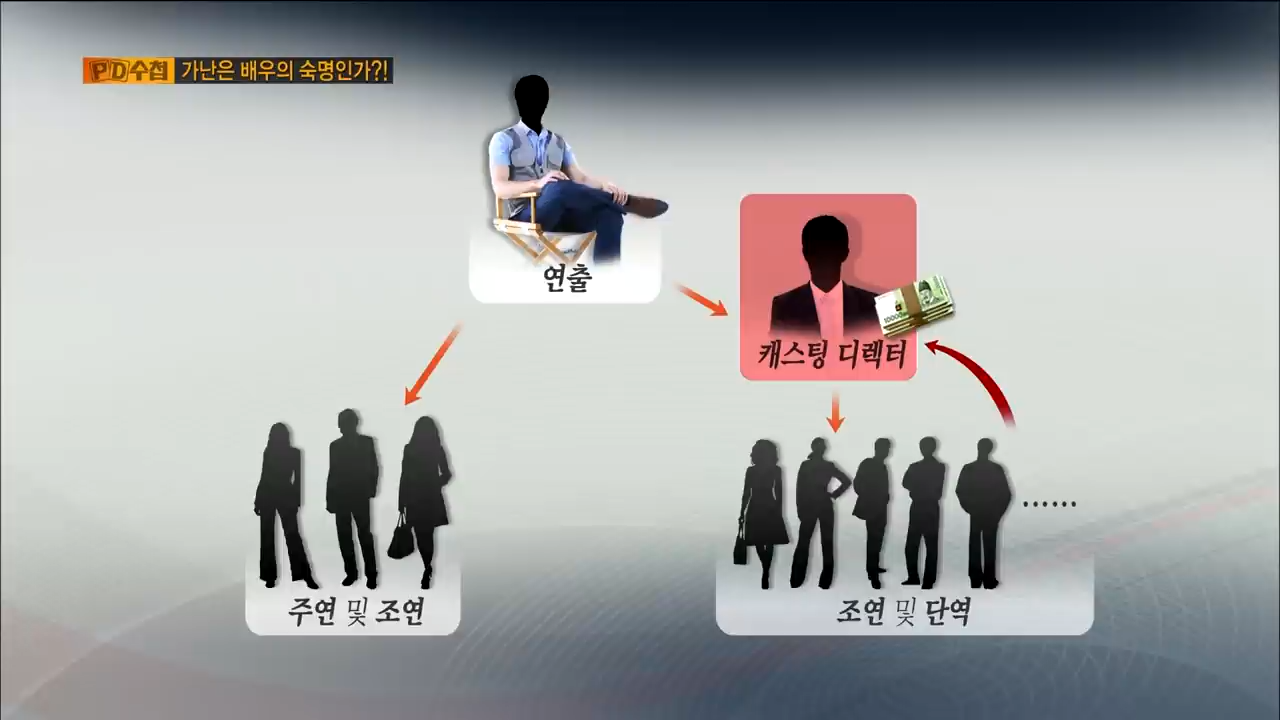 PD수첩 가난은 배우의 숙명인가?!
연출
캐스팅 디렉터
10000
주연 및 조연
조연 및 단역
······